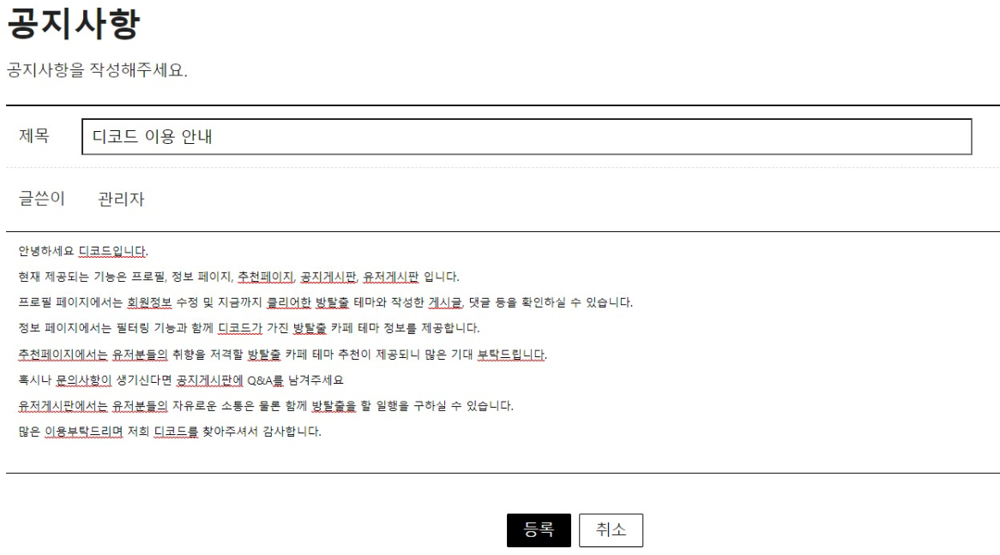 공지사항
공지사항을 작성해주세요.
제목 디코드 이용 안내
글쓴이 관리자
안녕하세요 디코드입니다.
현재 제공되는 기능은 프로필, 정보 페이지, 추천페이지, 공지게시판, 유저게시판 입니다.
프로필 페이지에서는 회원정보 수정 및 지금까지 클리어한 방탈출 테마와 작성한 게시글, 댓글 등을 확인하실 수 있습니다.
정보 페이지에서는 필터링 기능과 함께 디코드가 가진 방탈출 카페 테마 정보를 제공합니다.
추천페이지에서는 유저분들의 취향을 저격할 방탈출 카페 테마 추천이 제공되니 많은 기대 부탁드립니다.
혹시나 문의사항이 생기신다면 공지게시판에 Q&A를 남겨주세요
유저게시판에서는 유저분들의 자유로운 소통은 물론 함께 방탈출을 할 일행을 구하실 수 있습니다.
많은 이용부탁드리며 저희 디코드를 찾아주셔서 감사합니다.
등록 취소